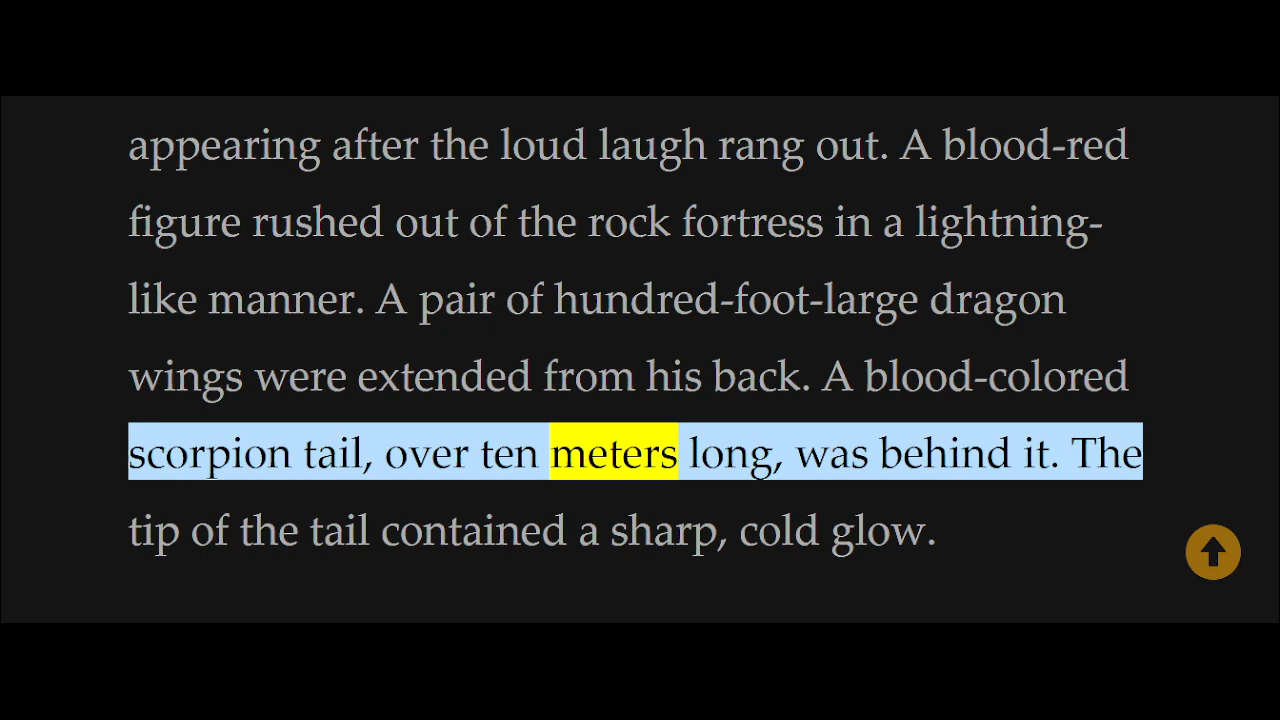 appearing after the loud laugh rang out. A blood-red
figure rushed out of the rock fortress in a lightning-
like manner. A pair of hundred-foot-large dragon
wings were extended from his back. A blood-colored
scorpion tail, over ten meters long, was behind it. The
tip of the tail contained a sharp, cold glow.